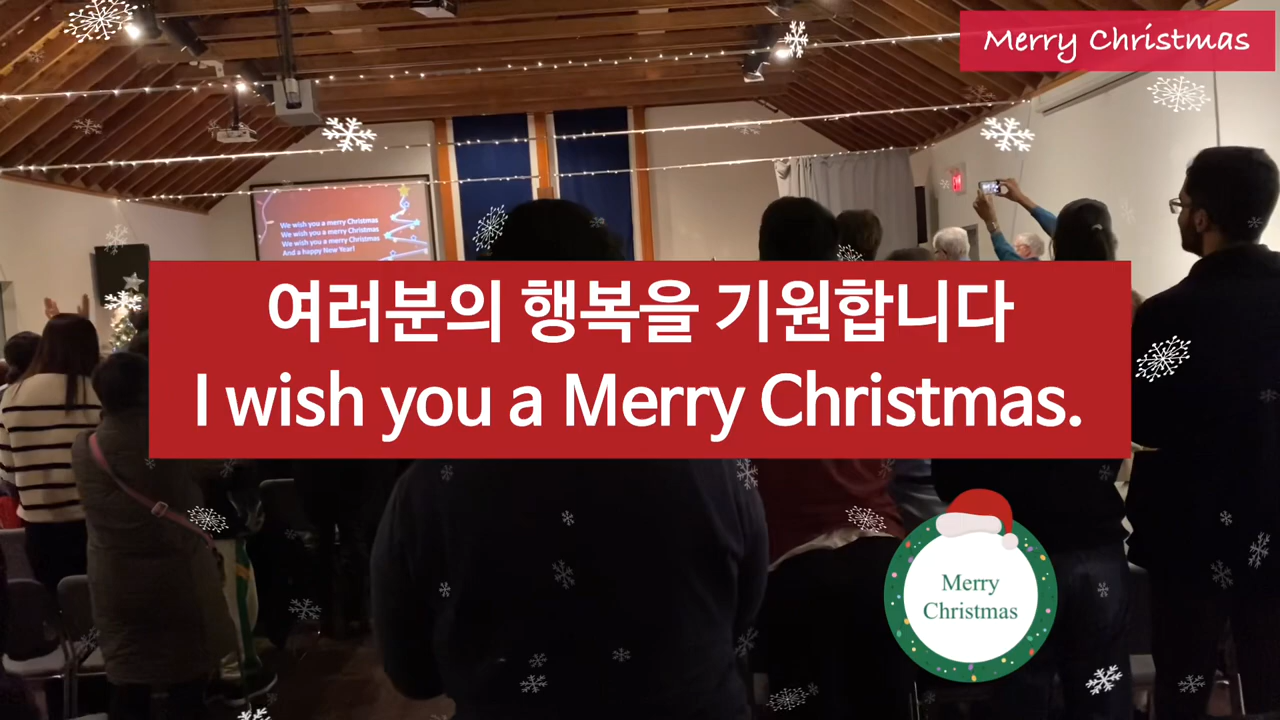 Merry Christmas
We wish you a merry Christmas
We wish you a merry Christmas
We wish you a merry Christmas
And a happy New Year!
여러분의 행복을 기원합니다
I wish you a Merry Christmas.
Merry
Christmas